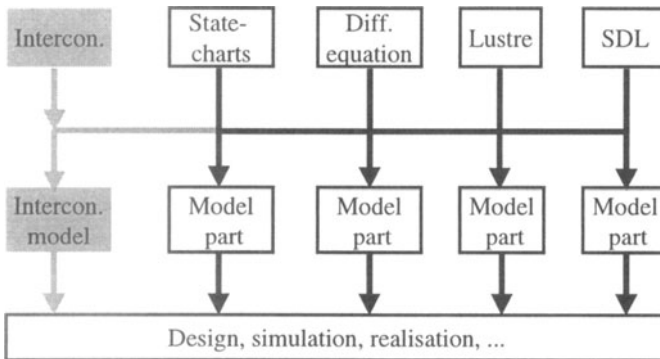 Intercon.
State-
charts
Diff.
equation
Lustre
SDL
Intercon.
model
Model
part
Model
part
Model
part
Model
part
Design, simulation, realisation, ...